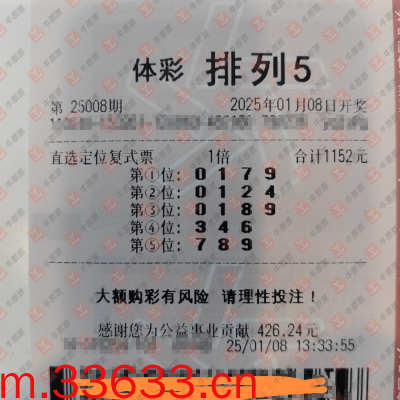 体彩 排列5
第 25008期 2025年01月08日开奖
直选定位复式票 1倍 合计1152元
第①位: 0 1 7 9
第②位: 0 1 2 4
第③位: 0 1 8 9
第④位: 3 4 6
第⑤位: 7 8 9
大额购彩有风险 请理性投注！
感谢您为公益事业贡献 426.24元
25/01/08 13:33:55
m.33633.cn